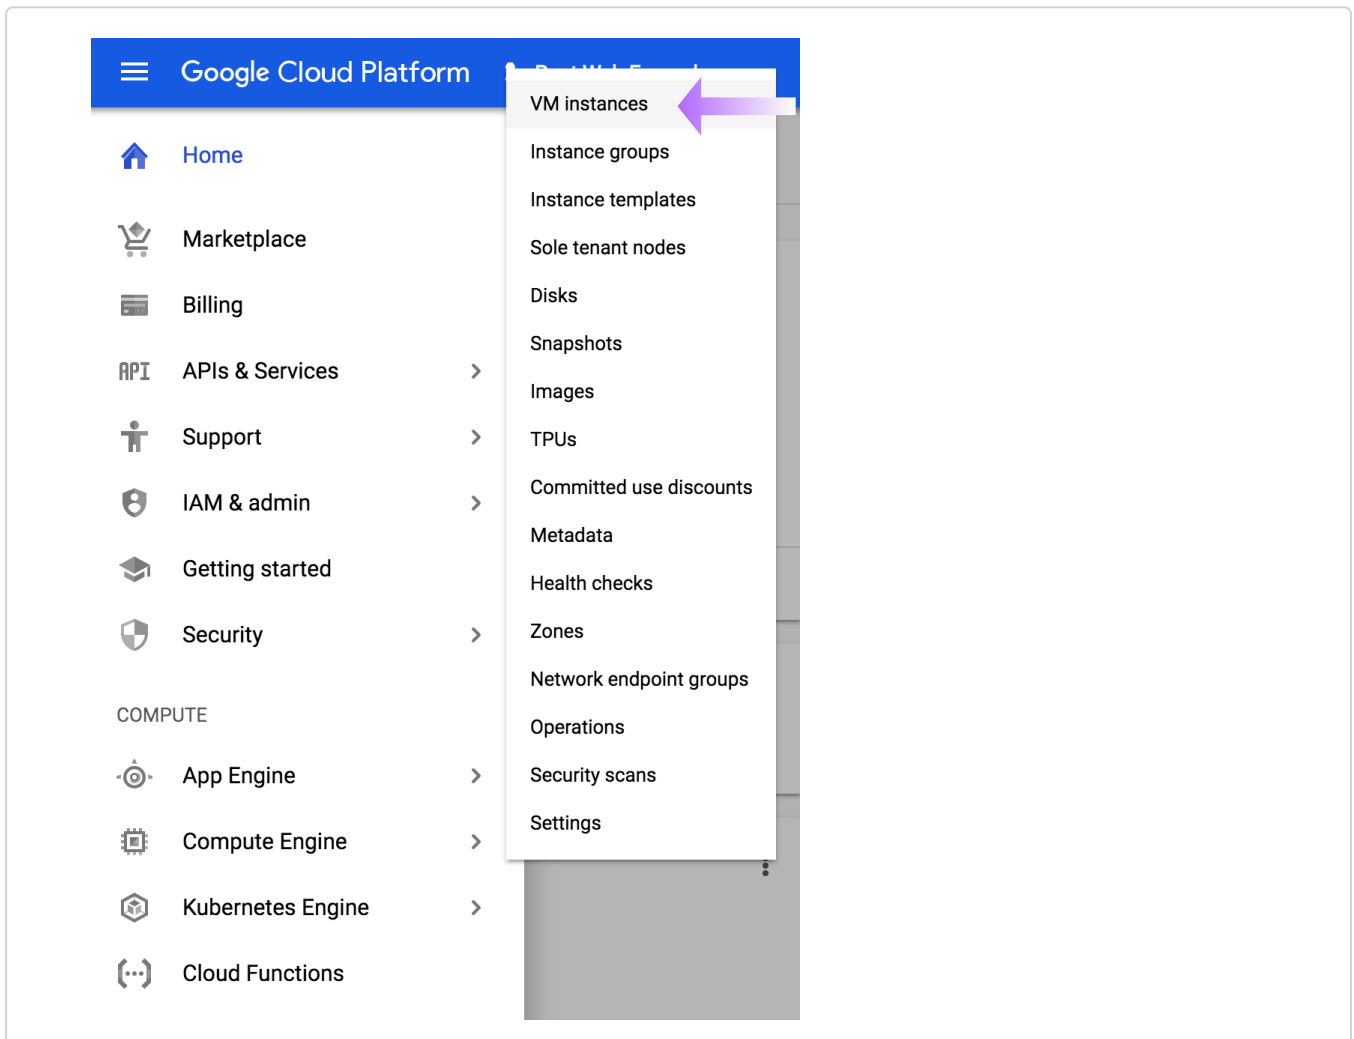 Google Cloud Platform
Home
Marketplace
Billing
API
APIs & Services
Support
IAM & admin
Getting started
Security
COMPUTE
App Engine
Compute Engine
Kubernetes Engine
Cloud Functions
VM instances
Instance groups
Instance templates
Sole tenant nodes
Disks
Snapshots
Images
TPUs
Committed use discounts
Metadata
Health checks
Zones
Network endpoint groups
Operations
Security scans
Settings